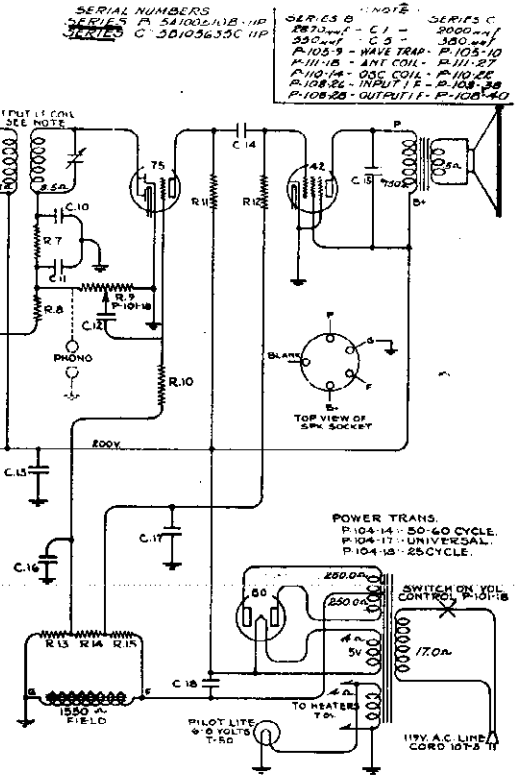 SERIAL NUMBERS
SERIES B
SERIES C
NOTE
SERIES B SERIES C
C1 - 2000
C5 - 380
P-105-9 - WAVE TRAP - P-105-10
P-111-18 - ANT COIL - P-111-27
P-110-14 - OSC COIL - P-110-22
P-108-26 - INPUT I F - P-108-38
P-108-28 - OUTPUT I F - P-108-40
I.F. COIL
SEE NOTE
75
C.14
42
P
8.5Ω
R.11
R.12
C.15
5Ω
B+
C.10
R.7
C.11
R.8
R.9
P-101-18
C.12
PHONO
R.10
P
G
BLANK
F
B+
TOP VIEW OF
SPK SOCKET
200V.
C.13
C.17
C.16
POWER TRANS.
P-104-14 - 50-60 CYCLE.
P-104-17 - UNIVERSAL.
P-104-18 - 25 CYCLE.
80
250.0Ω
250.0Ω
SWITCH ON VOL
CONTROL P-101-18
R13 R14 R.15
5V
17.0Ω
G
F
C.18
1550 Ω
FIELD
TO HEATERS
PILOT LITE
6-8 VOLTS
T-50
A.C. LINE
CORD